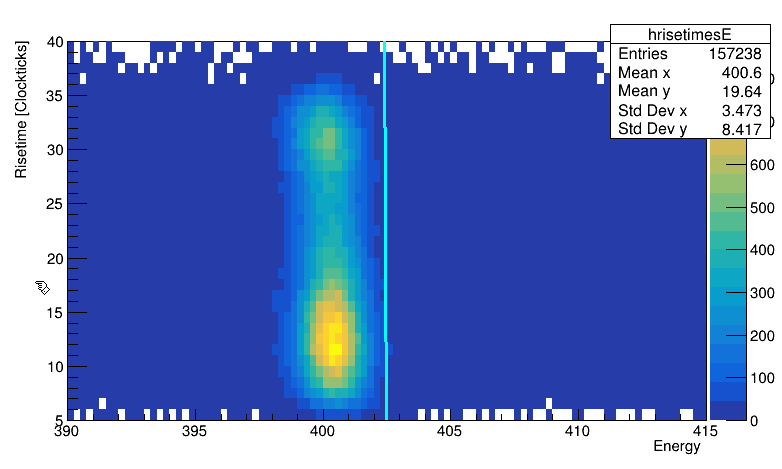 hrisetimesE
Entries 157238
Mean x 400.6
Mean y 19.64
Std Dev x 3.473
Std Dev y 8.417
Risetime [Clockticks]
40
35
30
25
20
15
10
5
390 395 400 405 410 415
Energy
600
500
400
300
200
100
0